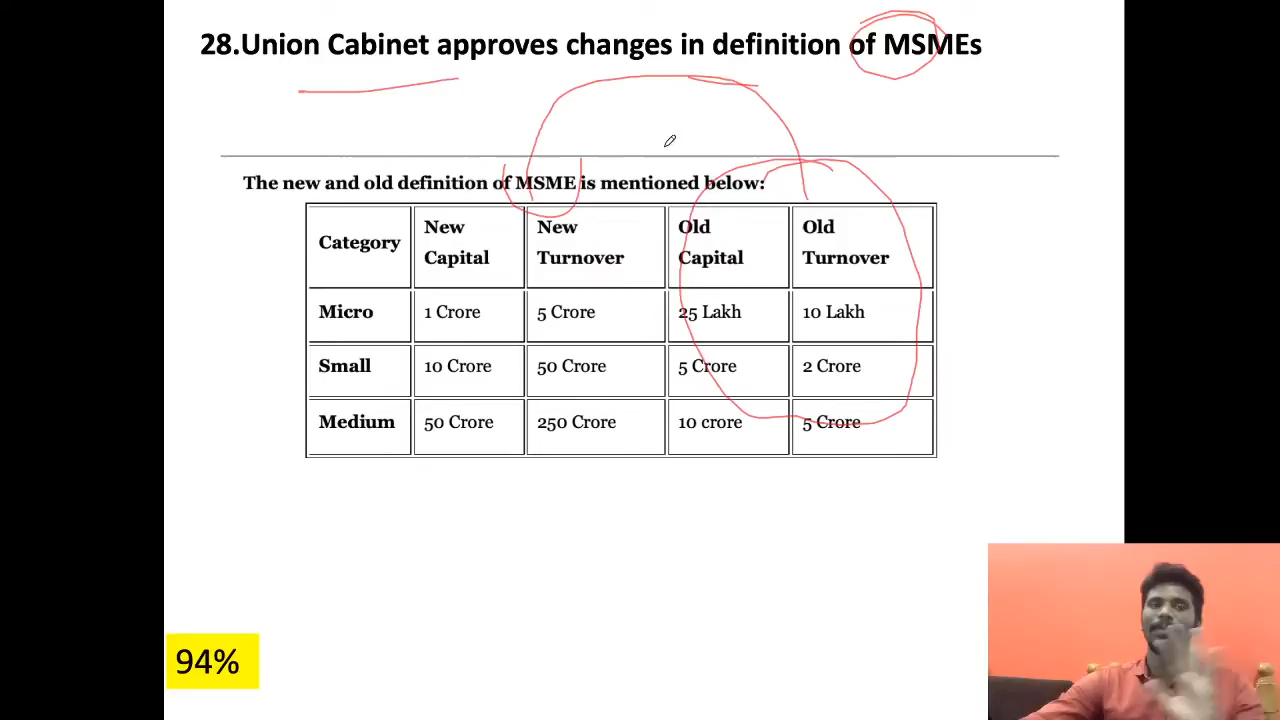 28.Union Cabinet approves changes in definition of MSMEs
The new and old definition of MSME is mentioned below:
Category New Capital New Turnover Old Capital Old Turnover
Micro 1 Crore 5 Crore 25 Lakh 10 Lakh
Small 10 Crore 50 Crore 5 Crore 2 Crore
Medium 50 Crore 250 Crore 10 crore 5 Crore
94%